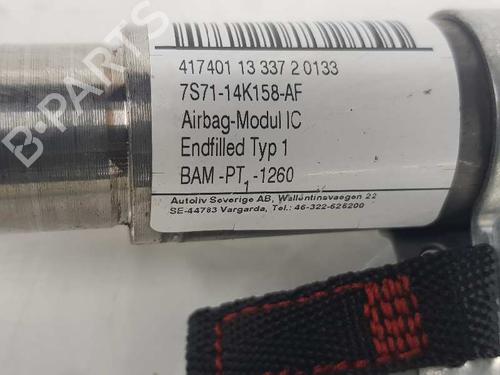 417401 13 337 2 0133
7S71-14K158-AF
Airbag-Modul IC
Endfilled Typ 1
BAM -PT1 -1260
Autoliv Soverige AB, Wallentinsvaegen 22
SE-44783 Vargarda, Tel.: 46-322-626200
B-PARTS